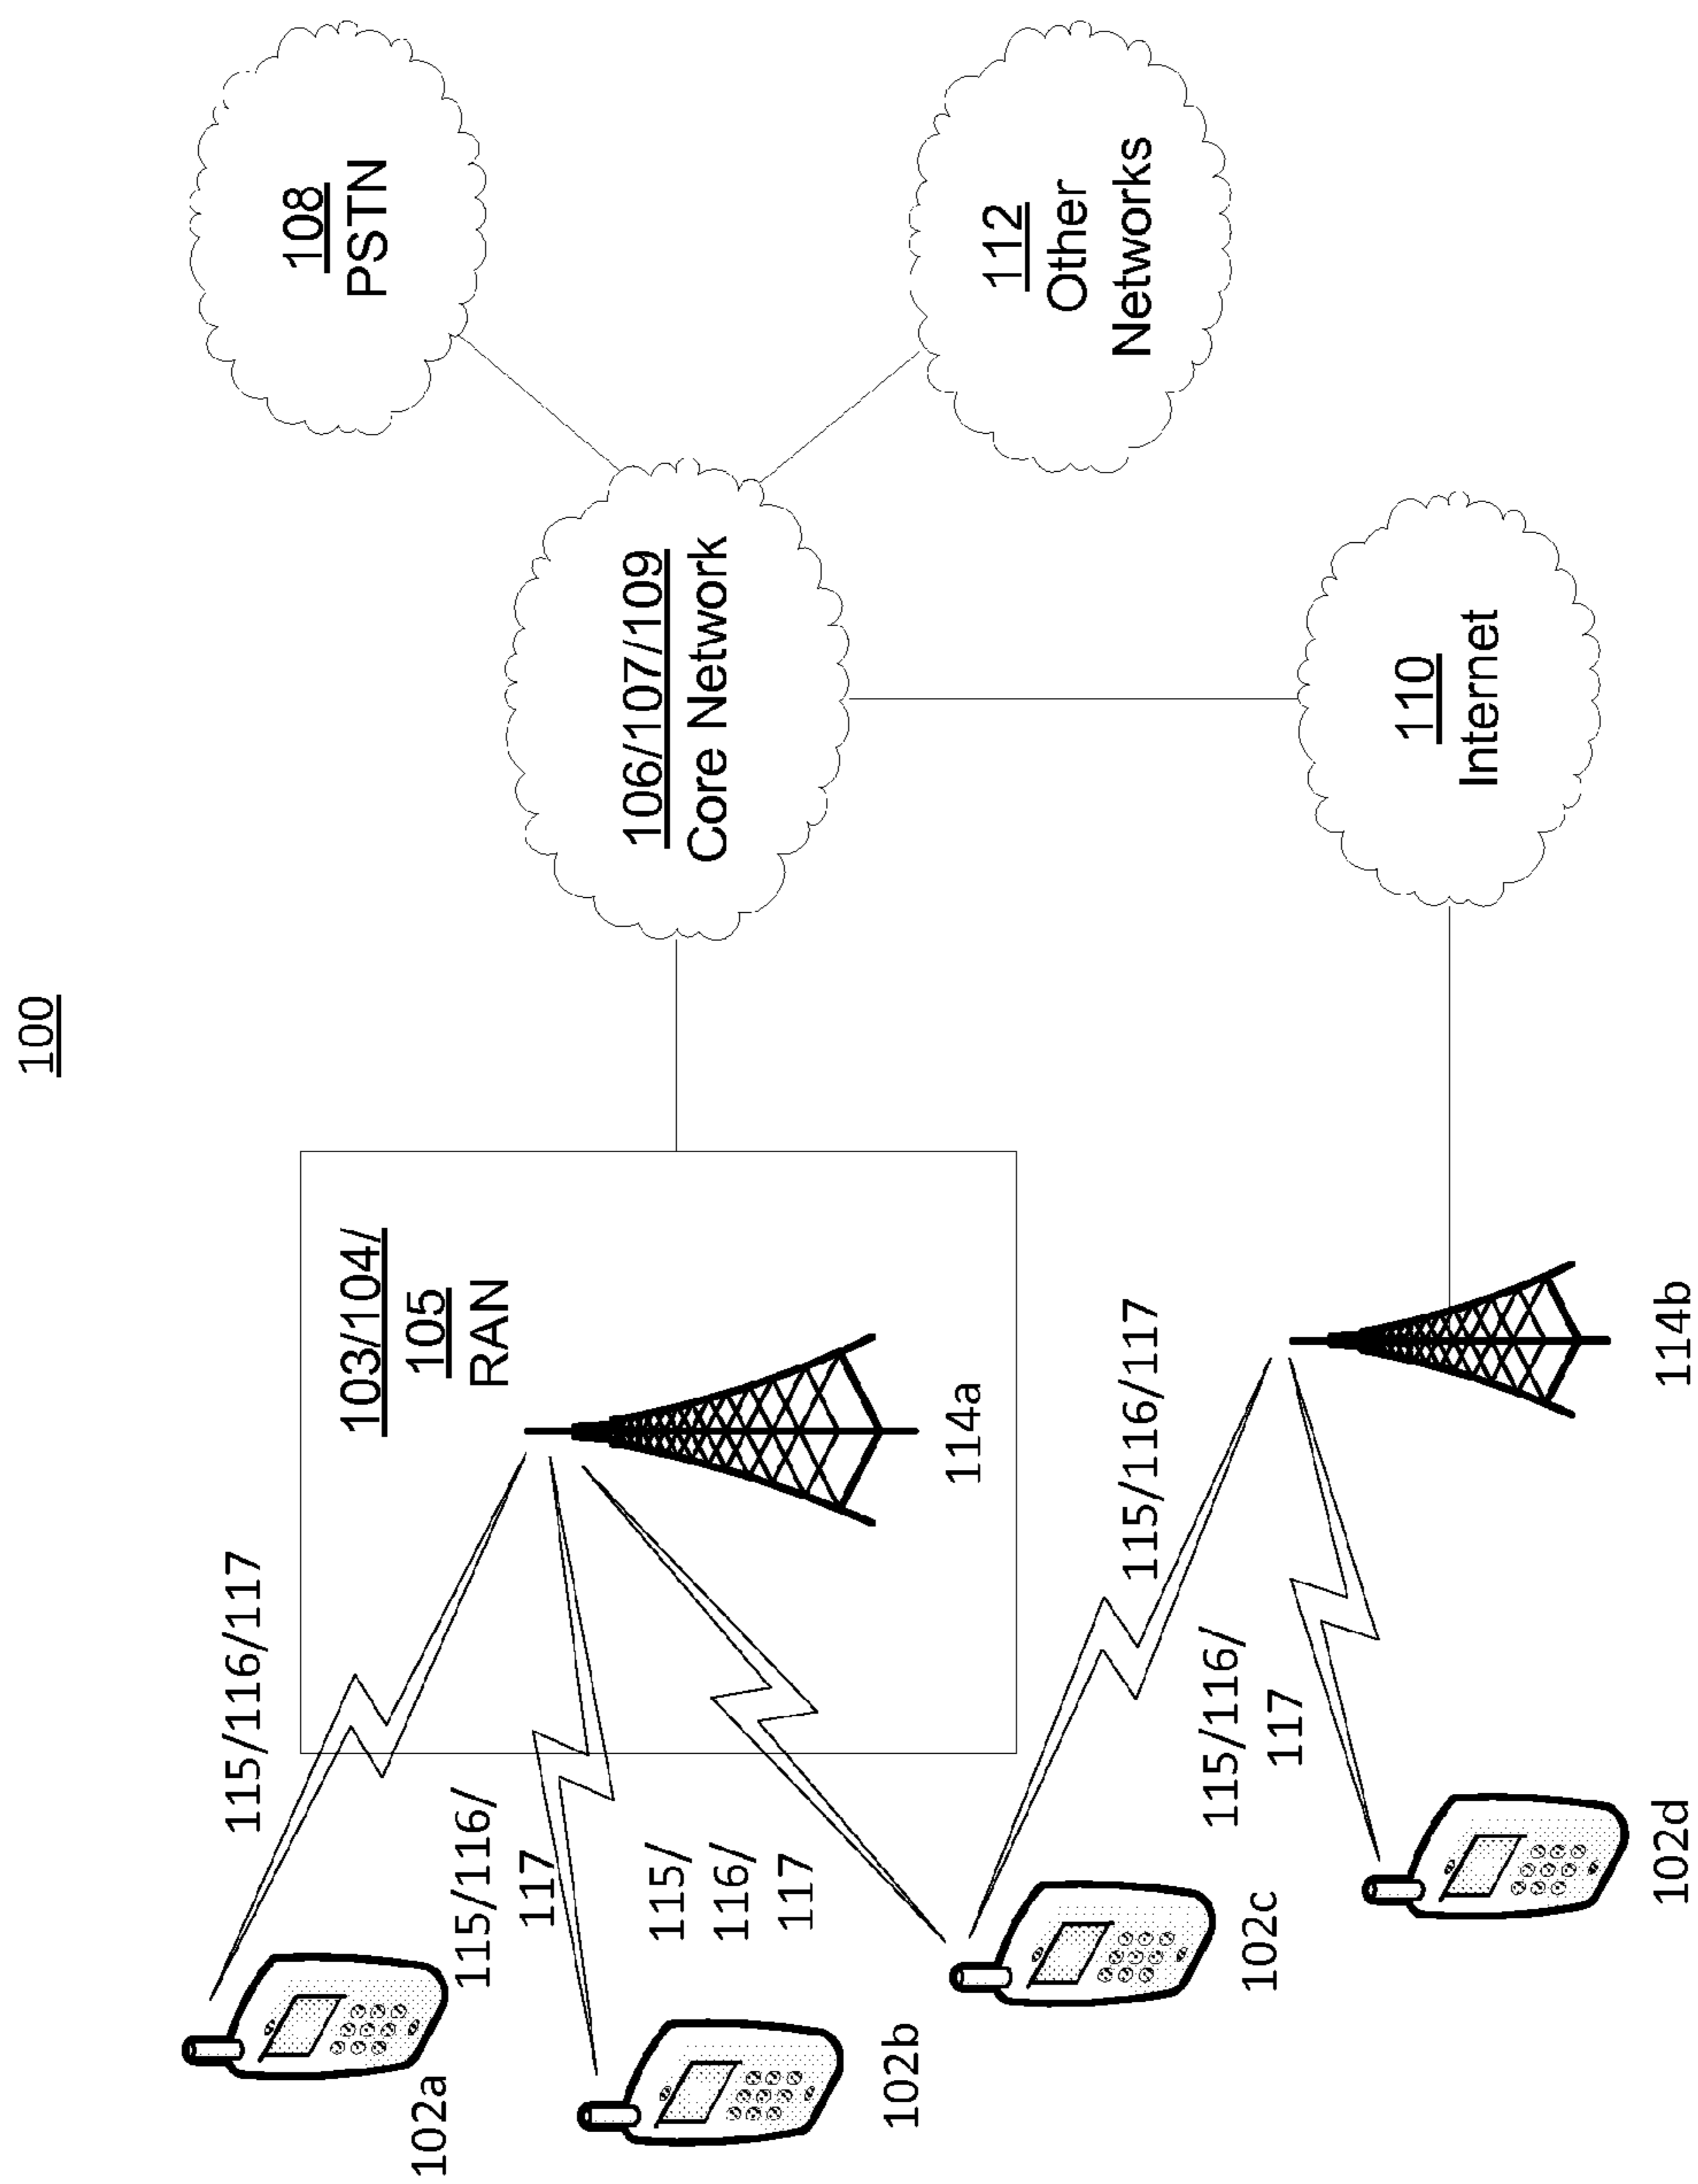 100
115/116/117
102a
115/116/
117
102b
115/
116/
117
103/104/
105
RAN
114a
106/107/109
Core Network
108
PSTN
112
Other
Networks
115/116/117
102c
115/116/
117
102d
114b
110
Internet